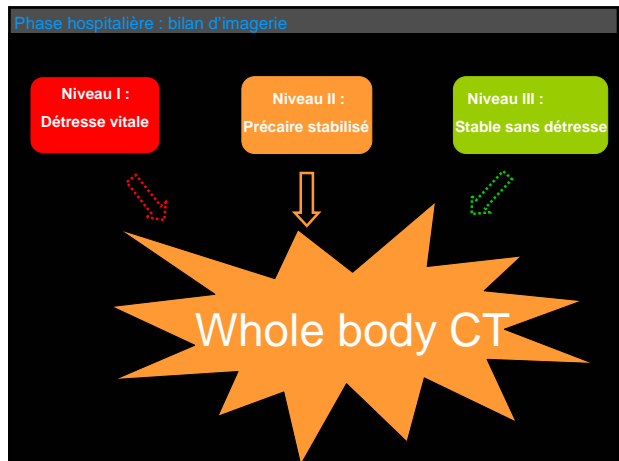 Phase hospitalière : bilan d'imagerie
Niveau I :
Détresse vitale
Niveau II :
Précaire stabilisé
Niveau III :
Stable sans détresse
Whole body CT